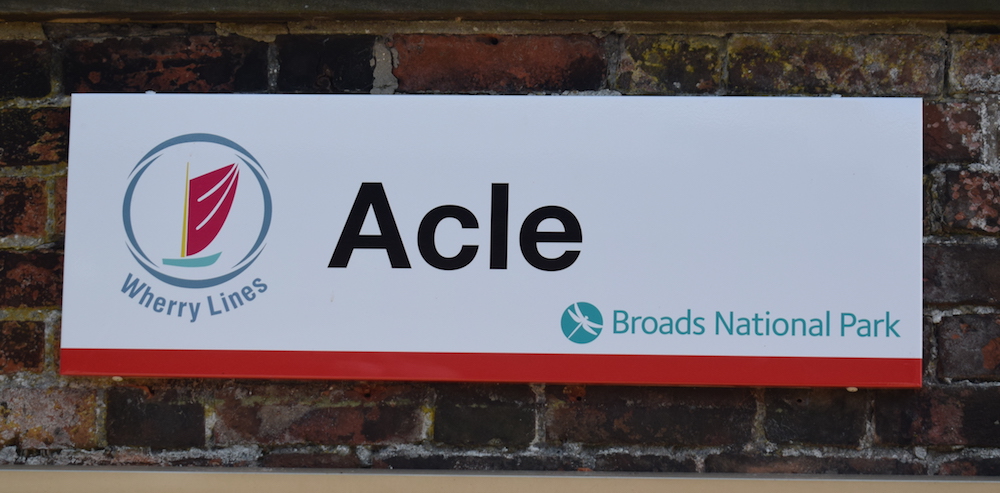 Wherry Lines
Acle
Broads National Park